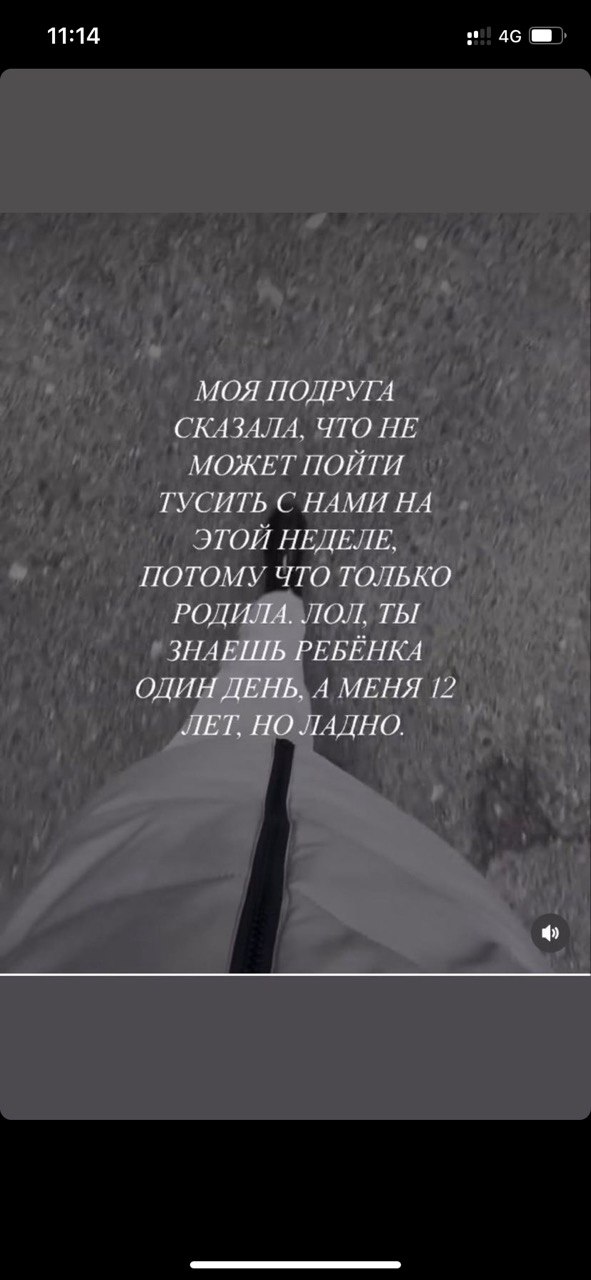 11:14
4G
МОЯ ПОДРУГА
СКАЗАЛА, ЧТО НЕ
МОЖЕТ ПОЙТИ
ТУСИТЬ С НАМИ НА
ЭТОЙ НЕДЕЛЕ,
ПОТОМУ ЧТО ТОЛЬКО
РОДИЛА. ЛОЛ, ТЫ
ЗНАЕШЬ РЕБЁНКА
ОДИН ДЕНЬ, А МЕНЯ 12
ЛЕТ, НО ЛАДНО.